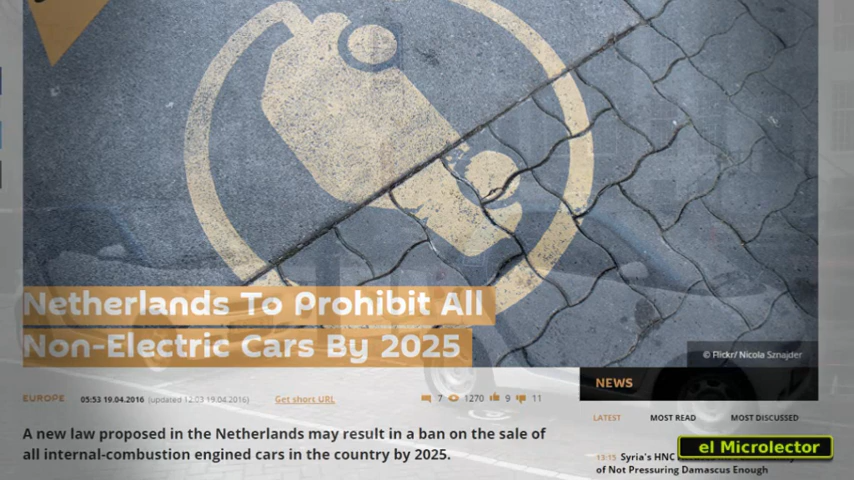 Netherlands To Prohibit All
Non-Electric Cars By 2025
© Flickr/ Nicola Sznajder
NEWS
EUROPE 05:53 19.04.2016 (updated 12:03 19.04.2016) Get short URL 7 1270 9 11
LATEST MOST READ MOST DISCUSSED
A new law proposed in the Netherlands may result in a ban on the sale of
all internal-combustion engined cars in the country by 2025.
el Microlector
13:15 Syria's HNC
of Not Pressuring Damascus Enough